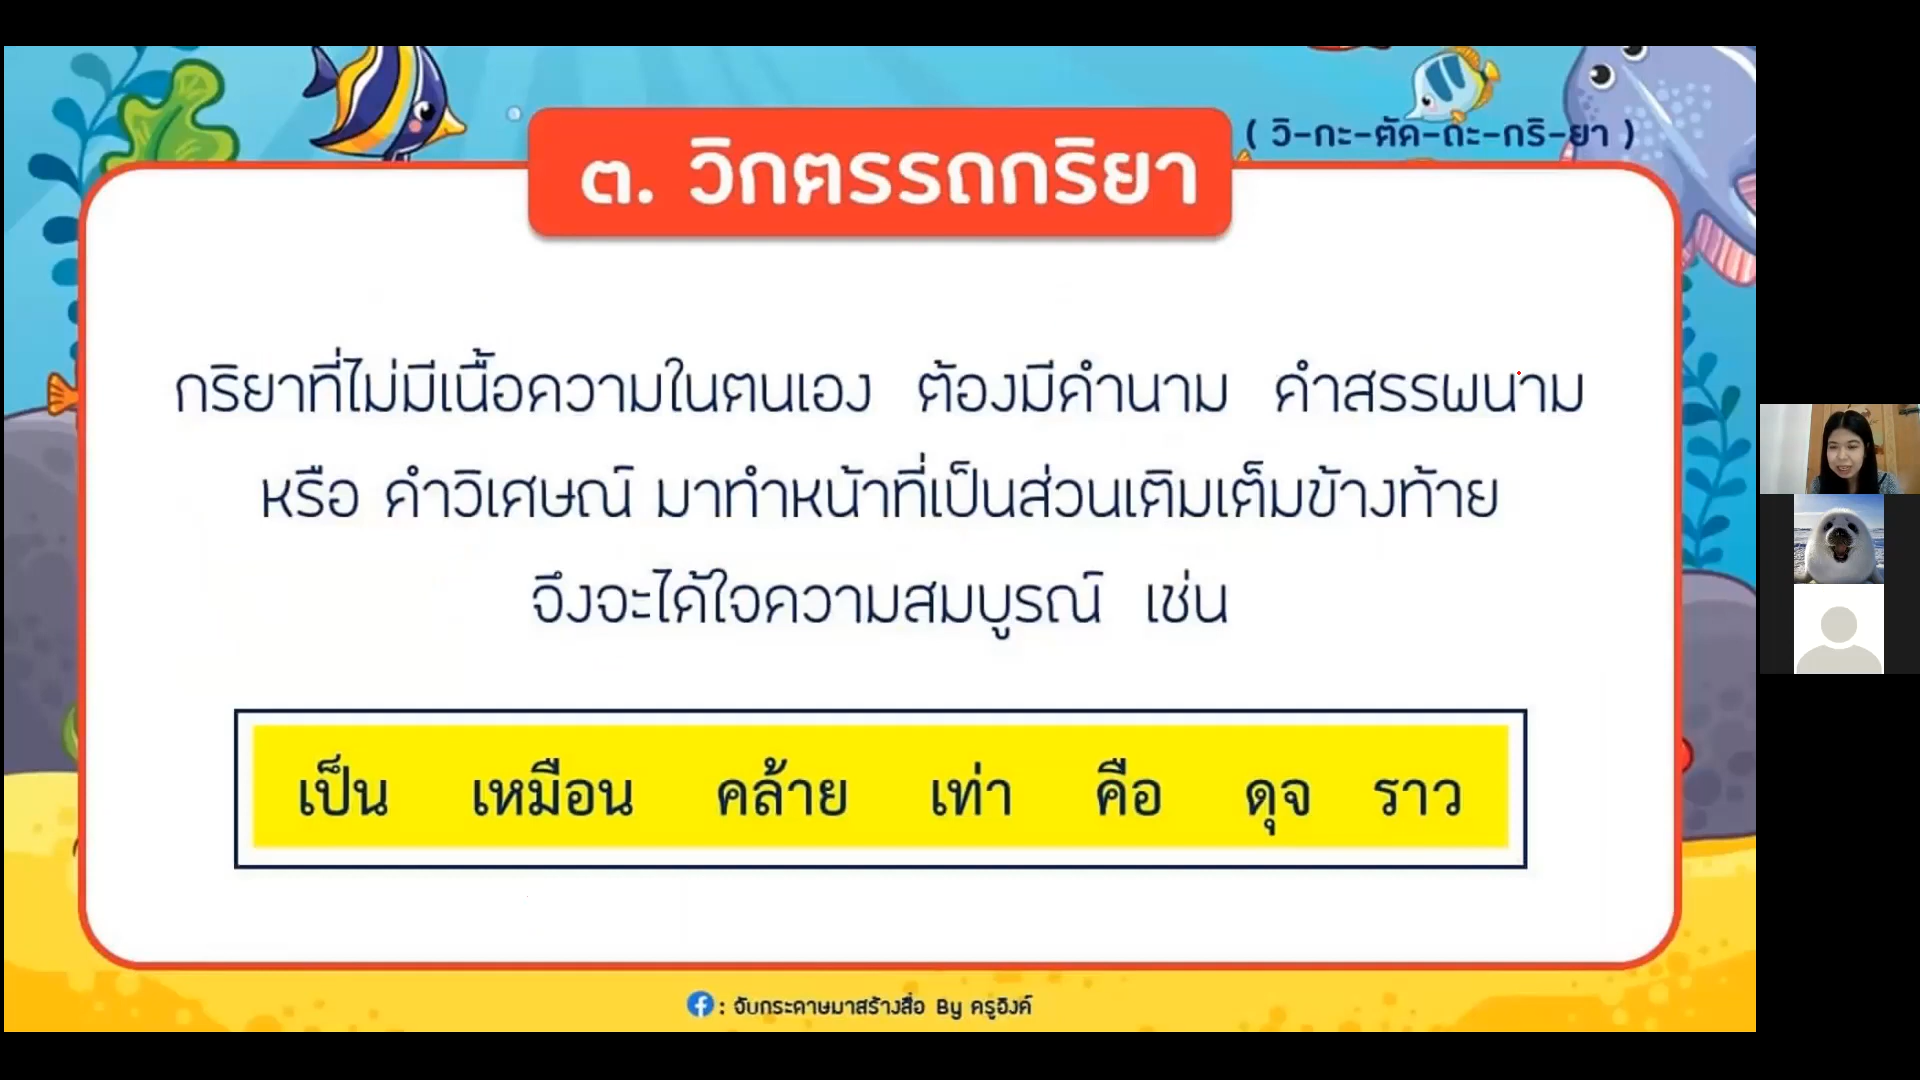 ๓. วิกตรรถกริยา
( วิ-กะ-ตัด-ถะ-กริ-ยา )
กริยาที่ไม่มีเนื้อความในตนเอง ต้องมีคำนาม คำสรรพนาม
หรือ คำวิเศษณ์ มาทำหน้าที่เป็นส่วนเติมเต็มข้างท้าย
จึงจะได้ใจความสมบูรณ์ เช่น
เป็น เหมือน คล้าย เท่า คือ ดุจ ราว
: จับกระดาษมาสร้างสื่อ By ครูอิงค์